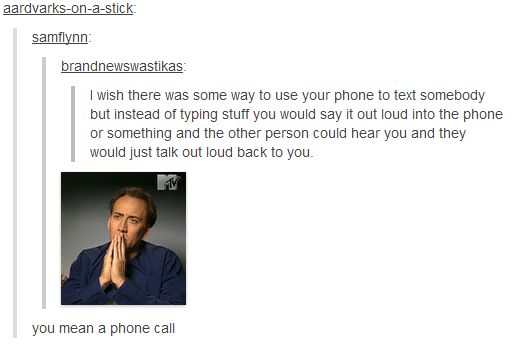 aardvarks-on-a-stick:
samflynn:
brandnewswastikas:
I wish there was some way to use your phone to text somebody
but instead of typing stuff you would say it out loud into the phone
or something and the other person could hear you and they
would just talk out loud back to you.
MTV
you mean a phone call